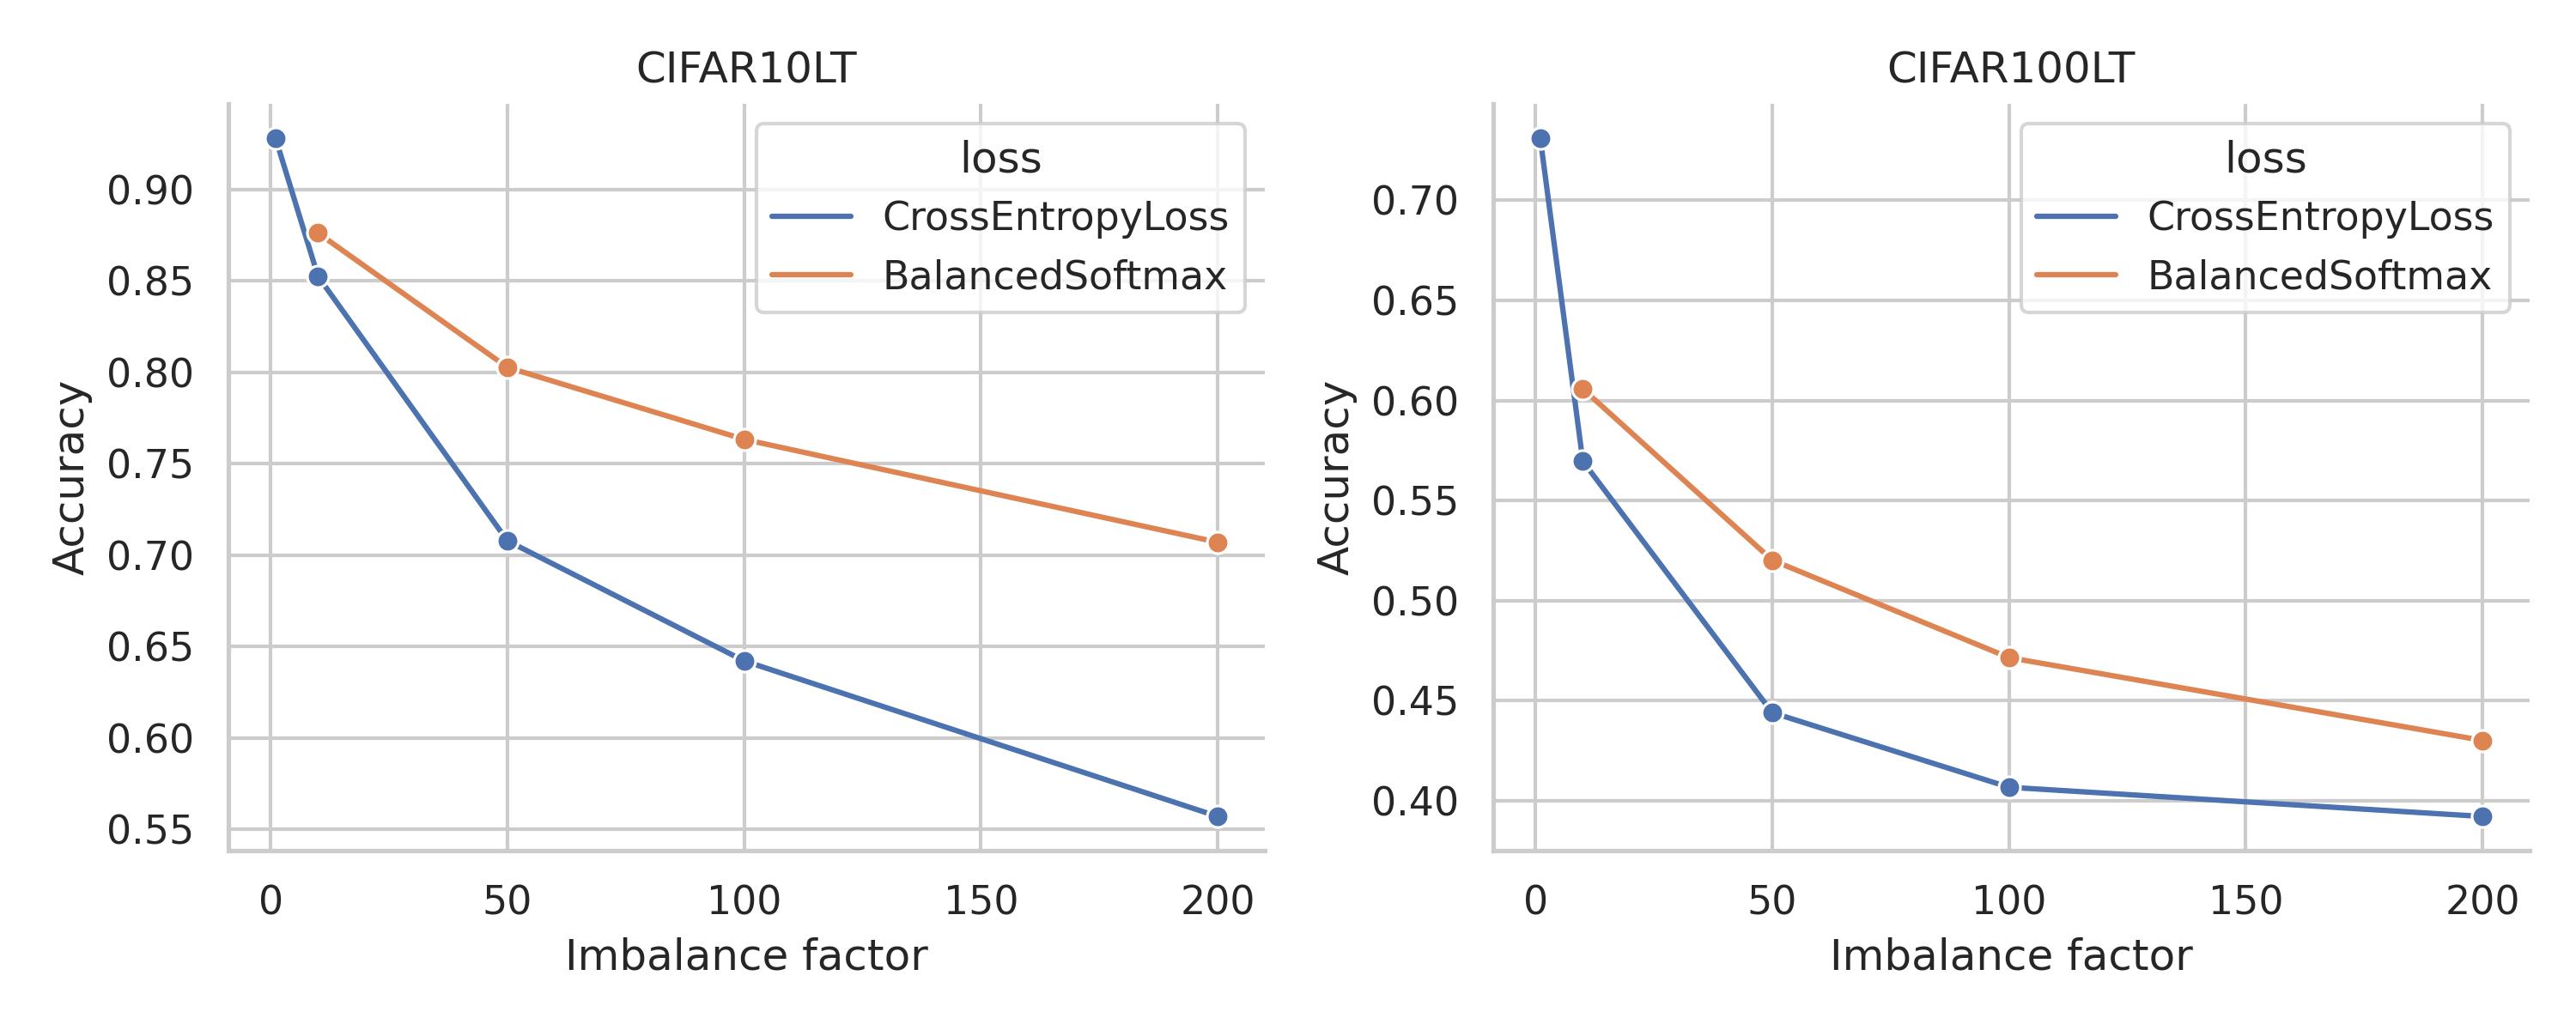 CIFAR10LT
loss
CrossEntropyLoss
BalancedSoftmax
Accuracy
0.90
0.85
0.80
0.75
0.70
0.65
0.60
0.55
0 50 100 150 200
Imbalance factor
CIFAR100LT
loss
CrossEntropyLoss
BalancedSoftmax
Accuracy
0.70
0.65
0.60
0.55
0.50
0.45
0.40
0 50 100 150 200
Imbalance factor